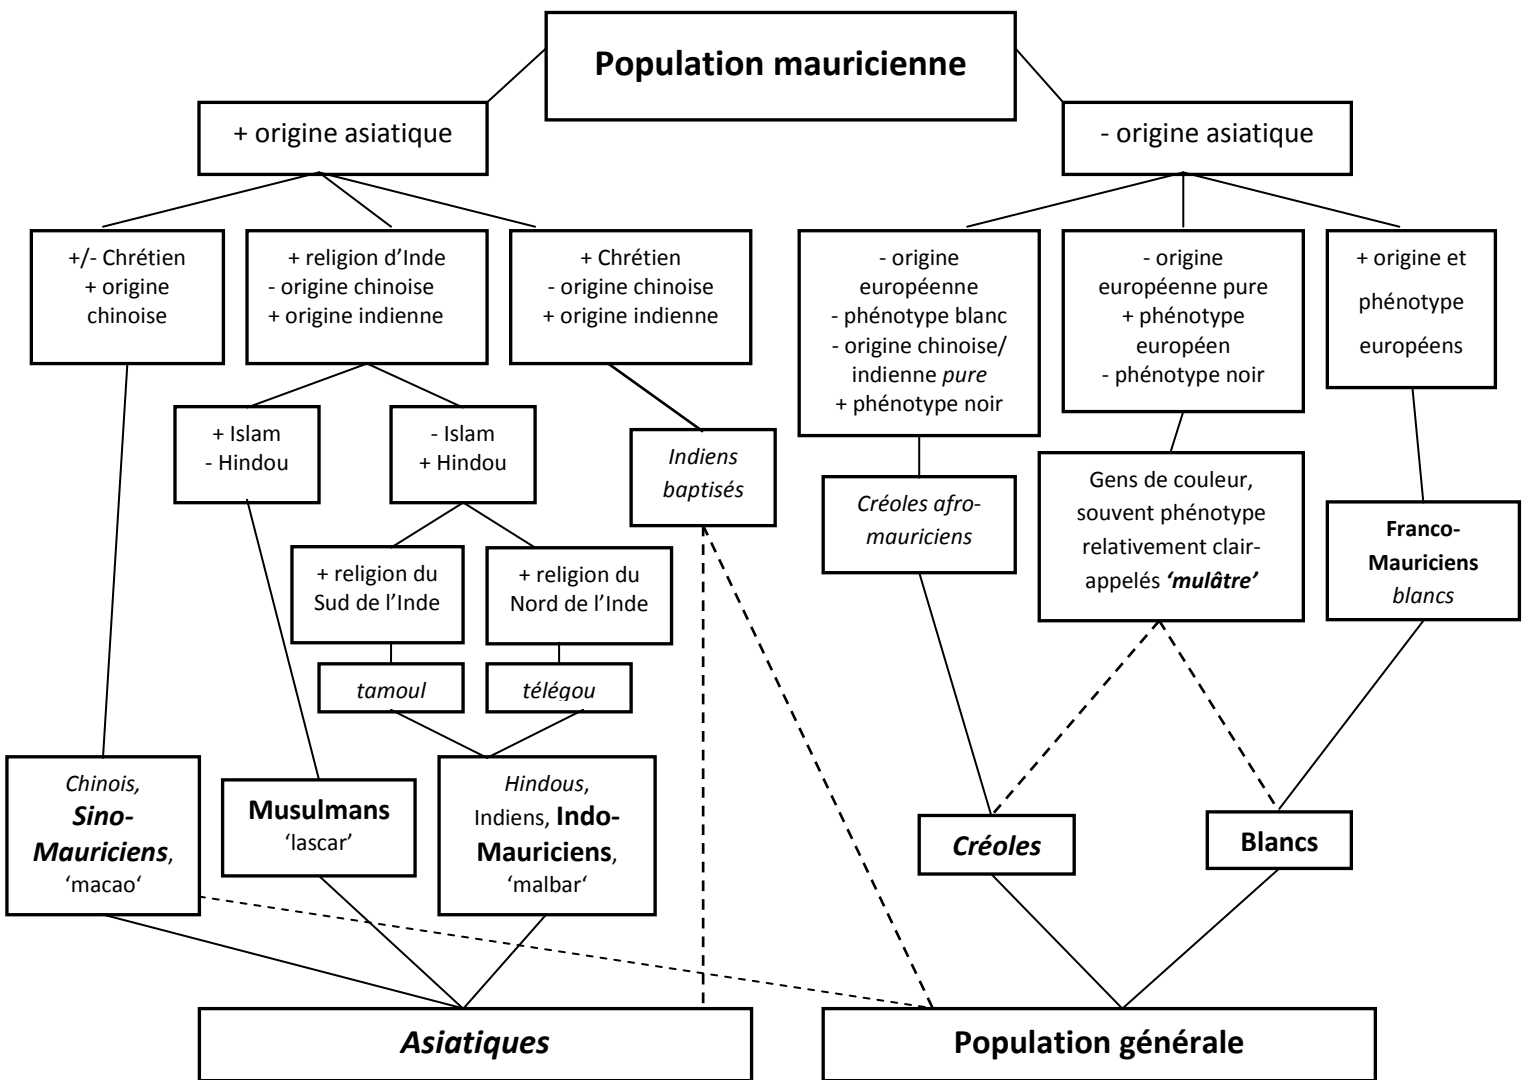 Population mauricienne
+ origine asiatique
- origine asiatique
+/- Chrétien
+ origine
chinoise
+ religion d’Inde
- origine chinoise
+ origine indienne
+ Chrétien
- origine chinoise
+ origine indienne
- origine
européenne
- phénotype blanc
- origine chinoise/
indienne pure
+ phénotype noir
- origine
européenne pure
+ phénotype
européen
- phénotype noir
+ origine et
phénotype
européens
+ Islam
- Hindou
- Islam
+ Hindou
Indiens
baptisés
Créoles afro-
mauriciens
Gens de couleur,
souvent phénotype
relativement clair-
appelés ‘mulâtre’
Franco-
Mauriciens
blancs
+ religion du
Sud de l’Inde
+ religion du
Nord de l’Inde
tamoul
télégou
Chinois,
Sino-
Mauriciens,
‘macao‘
Musulmans
‘lascar’
Hindous,
Indiens, Indo-
Mauriciens,
‘malbar‘
Créoles
Blancs
Asiatiques
Population générale